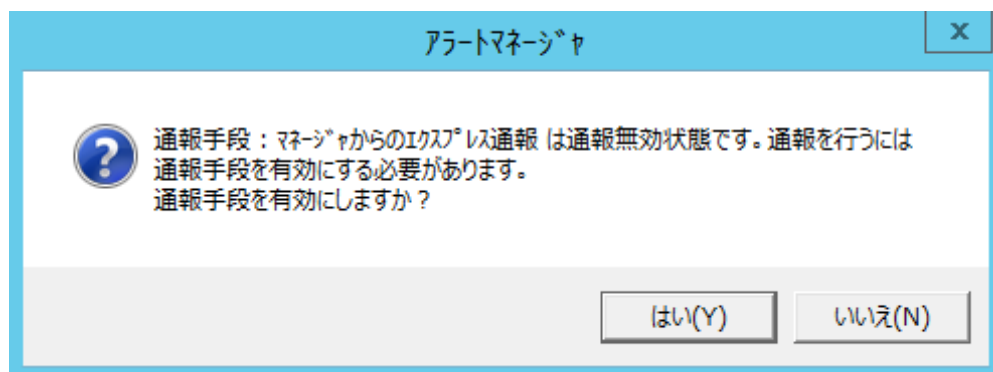 ｱﾗｰﾄﾏﾈｰｼﾞｬ
x
?
通報手段：ﾏﾈｰｼﾞｬからのｴｸｽﾌﾟﾚｽ通報 は通報無効状態です。通報を行うには
通報手段を有効にする必要があります。
通報手段を有効にしますか？
はい(Y)
いいえ(N)